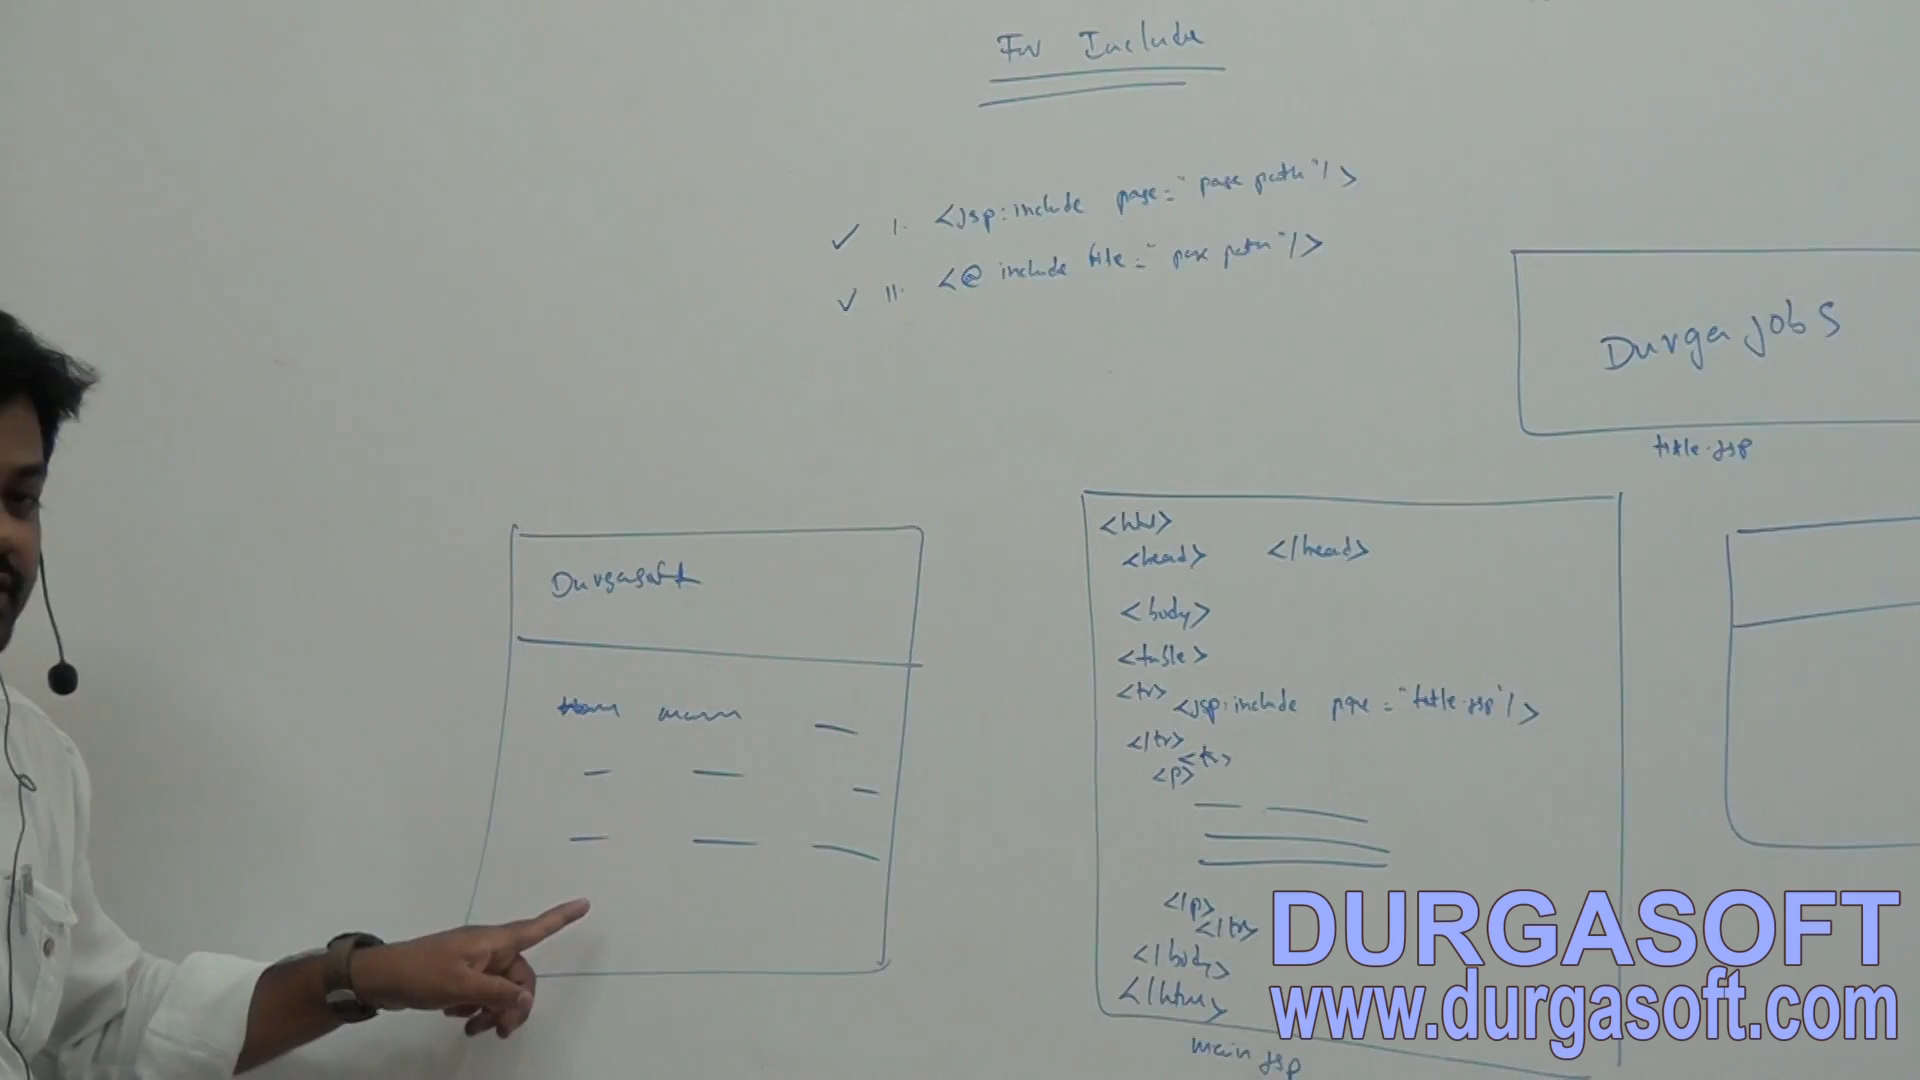 For Include
✓ I. <jsp:include page="page path"/>
✓ II. <@ include file="page path"/>
Durga jobs
title.jsp
Durgasoft
<html>
<head> </head>
<body>
<table>
<tr> <jsp:include page="title.jsp"/>
</tr> <tr>
<p>
</p>
</tr>
</body>
</html>
main jsp
DURGASOFT
www.durgasoft.com